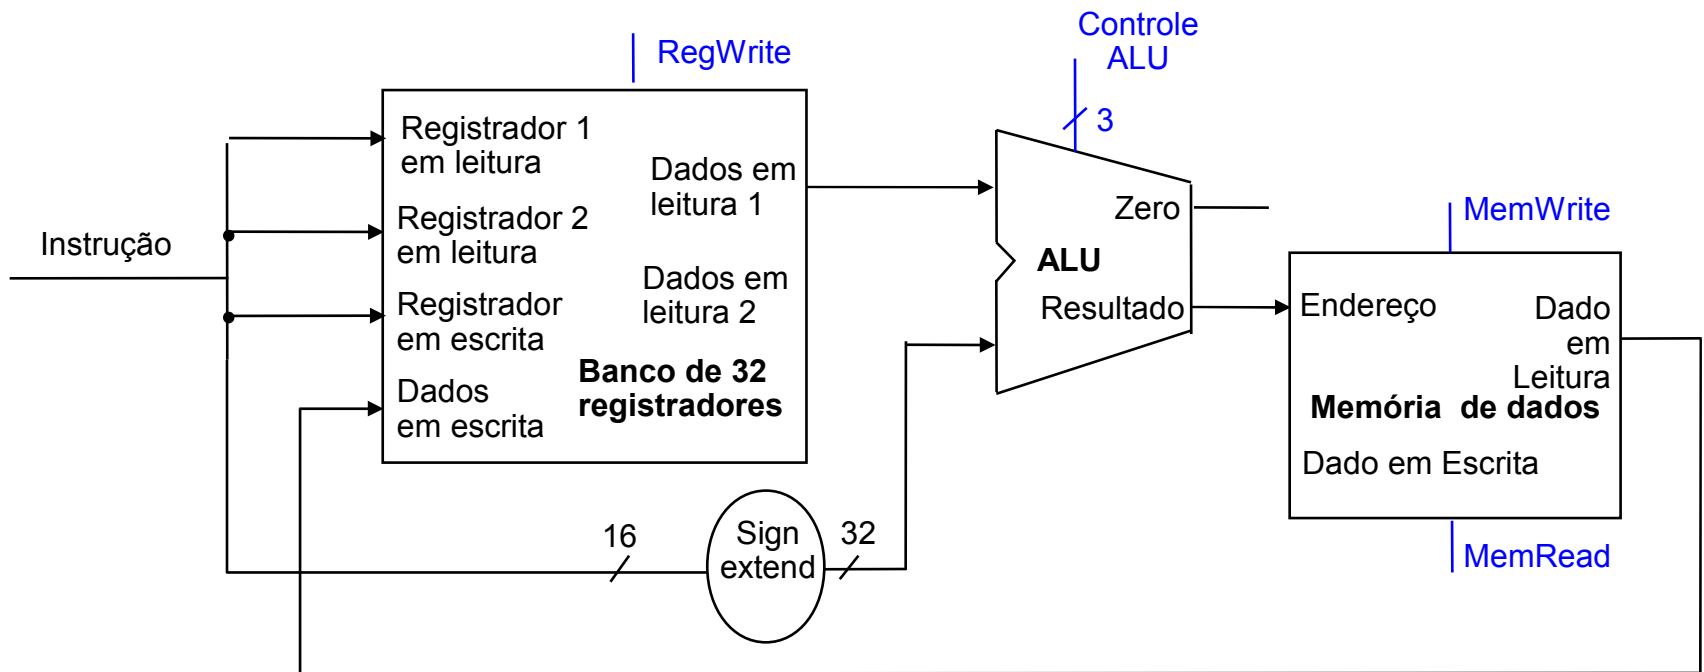 Controle
ALU
RegWrite
3
Registrador 1
em leitura
Dados em
leitura 1
Registrador 2
em leitura
Zero
MemWrite
Instrução
ALU
Dados em
leitura 2
Registrador
em escrita
Resultado
Endereço
Dado
em
Leitura
Banco de 32
registradores
Dados
em escrita
Memória de dados
Dado em Escrita
16
Sign
extend
32
MemRead